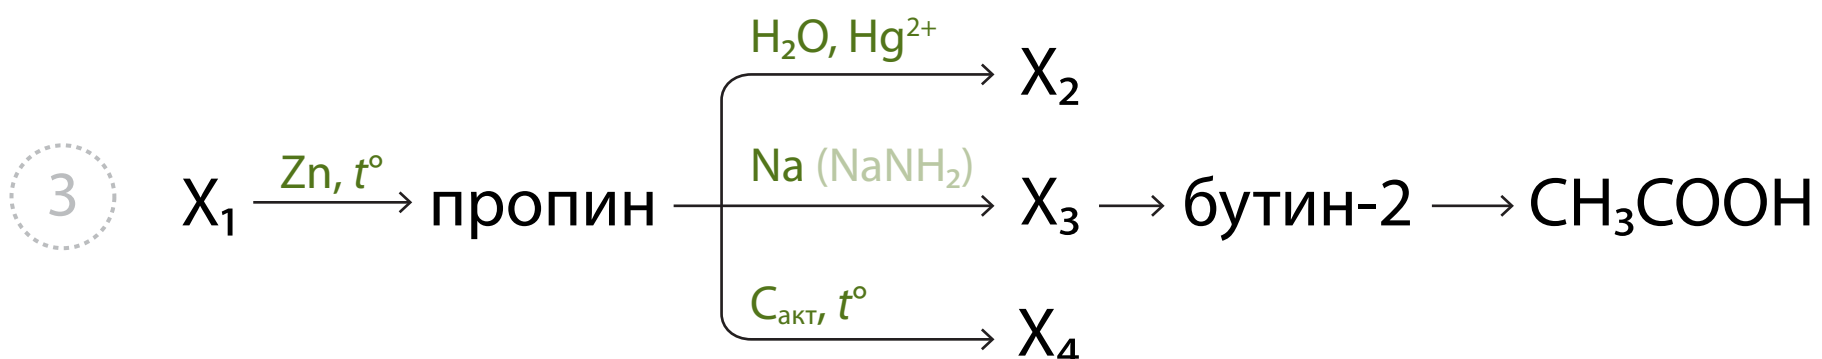 H₂O, Hg²⁺
X₂
3
X₁
Zn, t°
пропин
Na (NaNH₂)
X₃
бутин-2
CH₃COOH
Cакт, t°
X₄